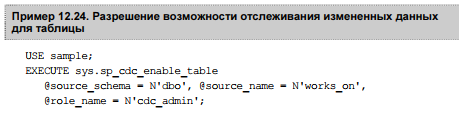 Пример 12.24. Разрешение возможности отслеживания измененных данных
для таблицы
USE sample;
EXECUTE sys.sp_cdc_enable_table
@source_schema = N'dbo', @source_name = N'works_on',
@role_name = N'cdc_admin';